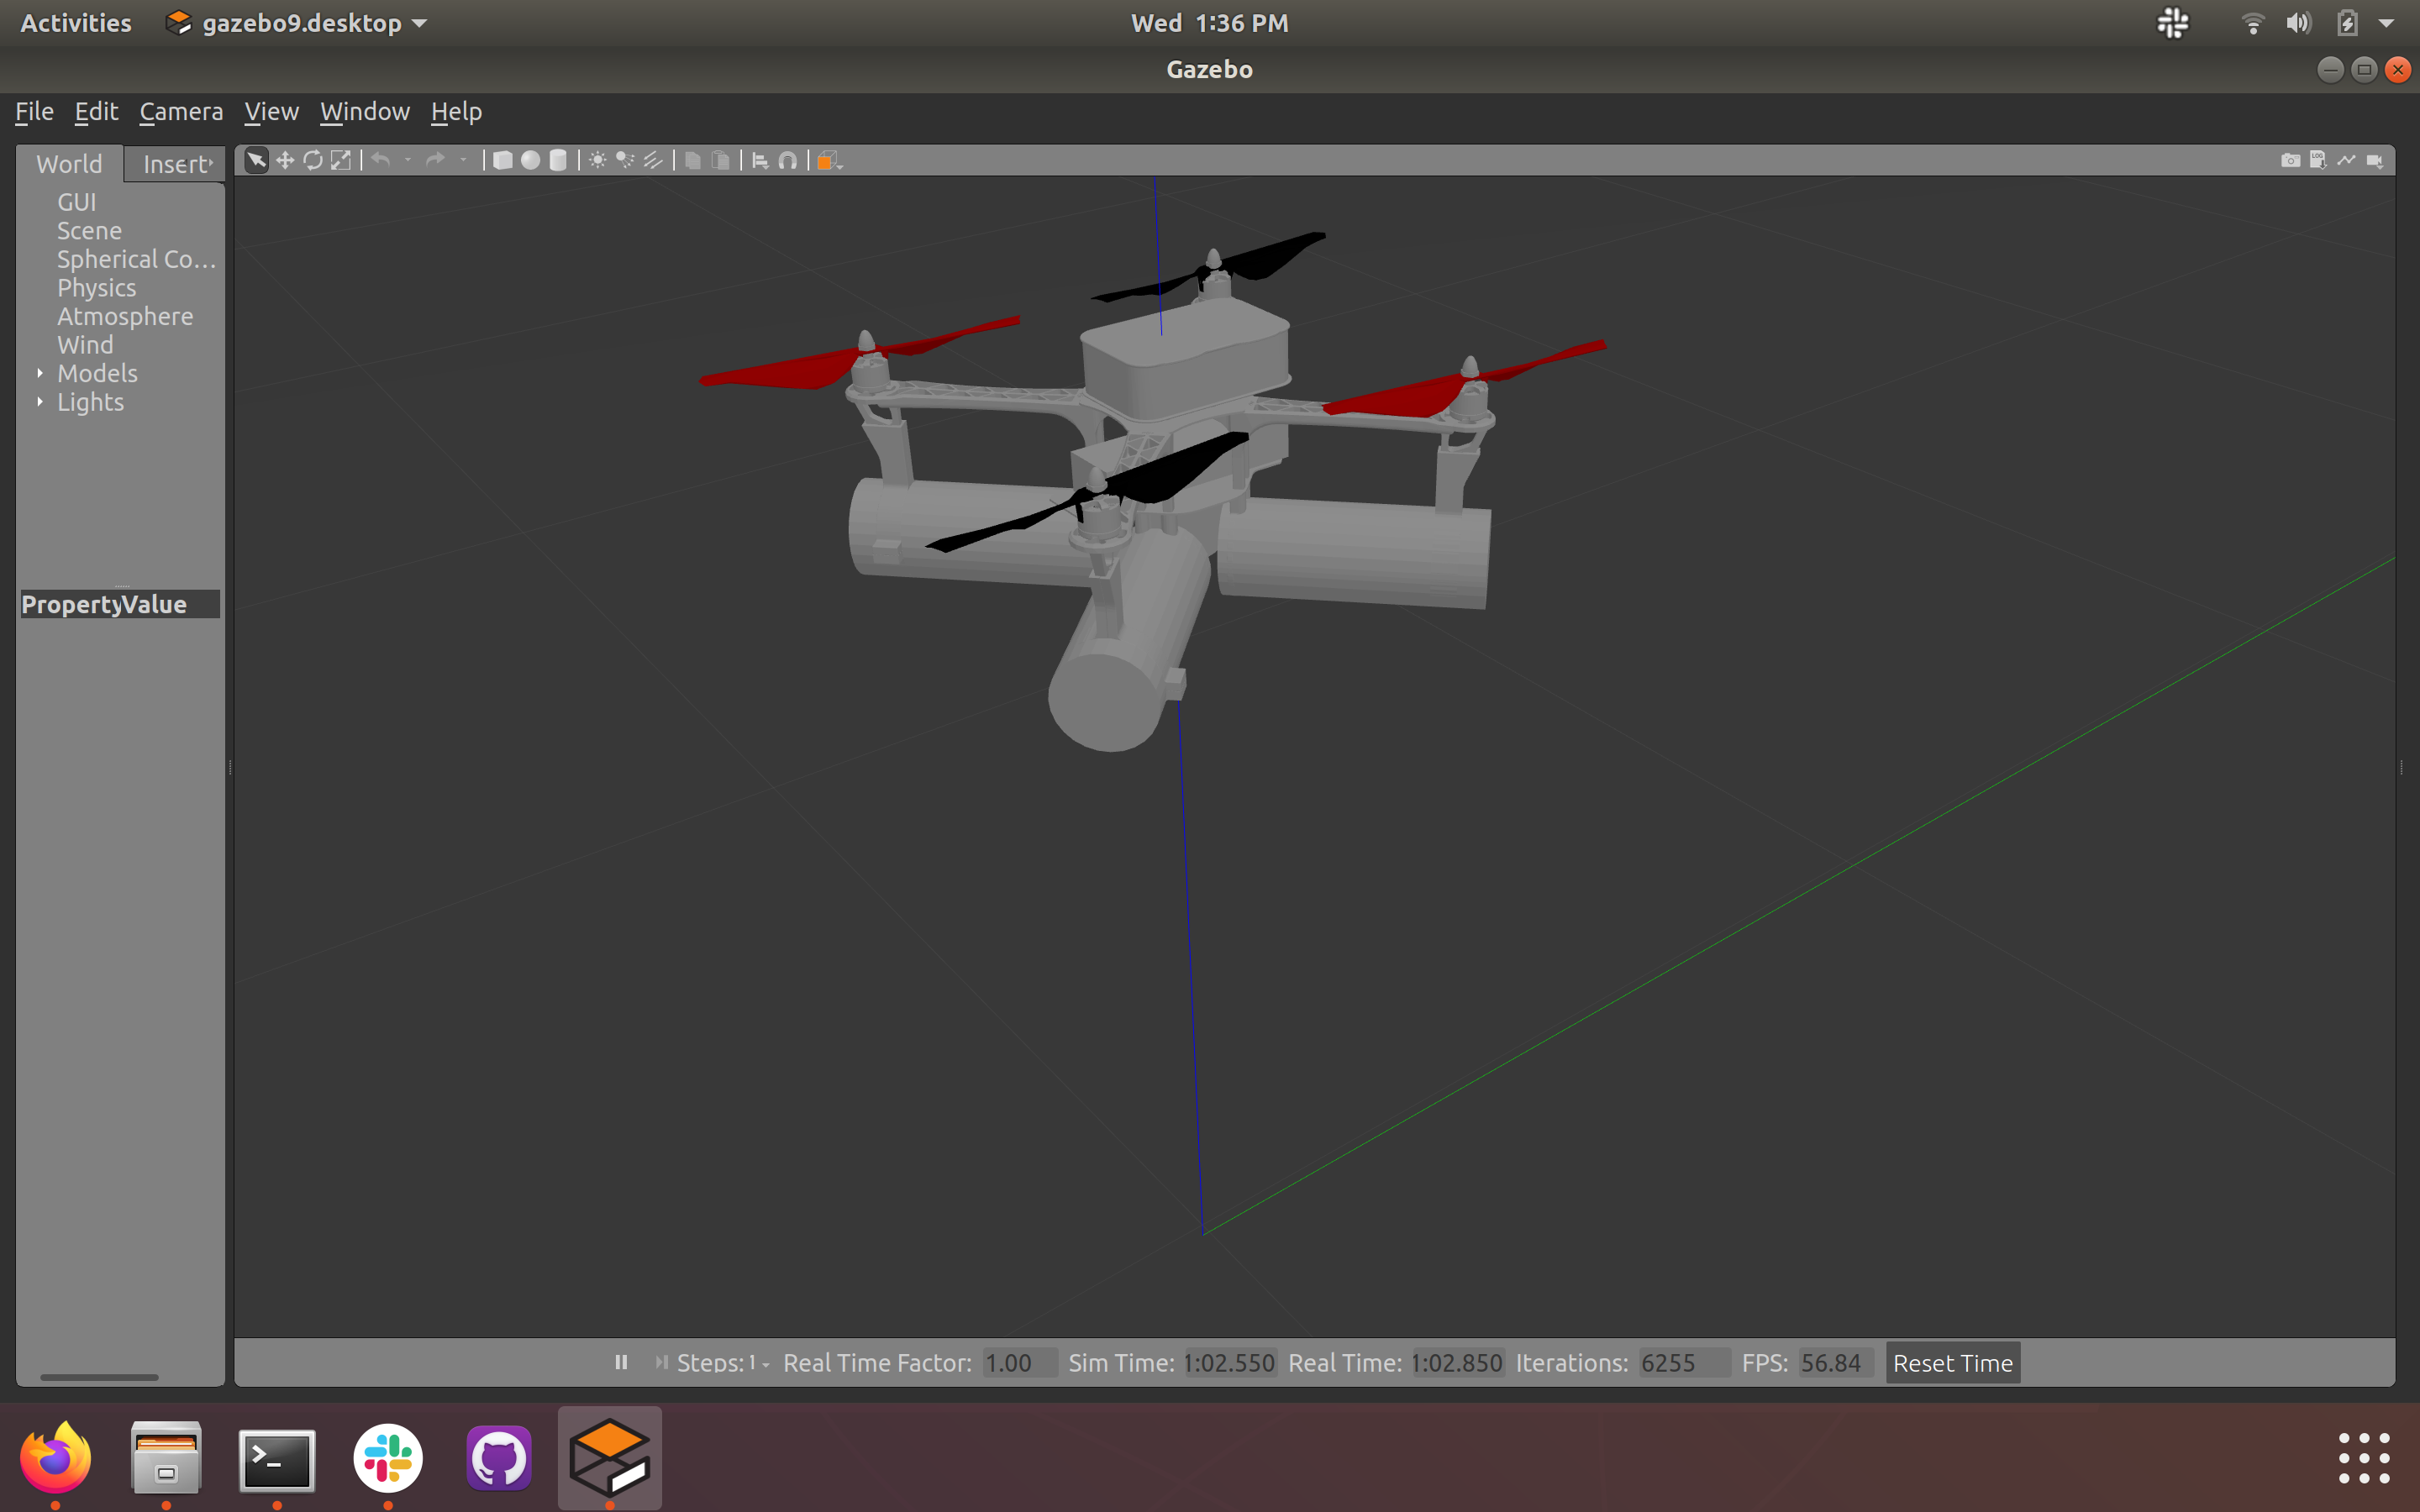 Activities gazebo9.desktop Wed 1:36 PM
Gazebo
File Edit Camera View Window Help
World Insert
LOG
GUI
Scene
Spherical Co…
Physics
Atmosphere
Wind
Models
Lights
Property Value
Steps: 1 Real Time Factor: 1.00 Sim Time: 1:02.550 Real Time: 1:02.850 Iterations: 6255 FPS: 56.84 Reset Time